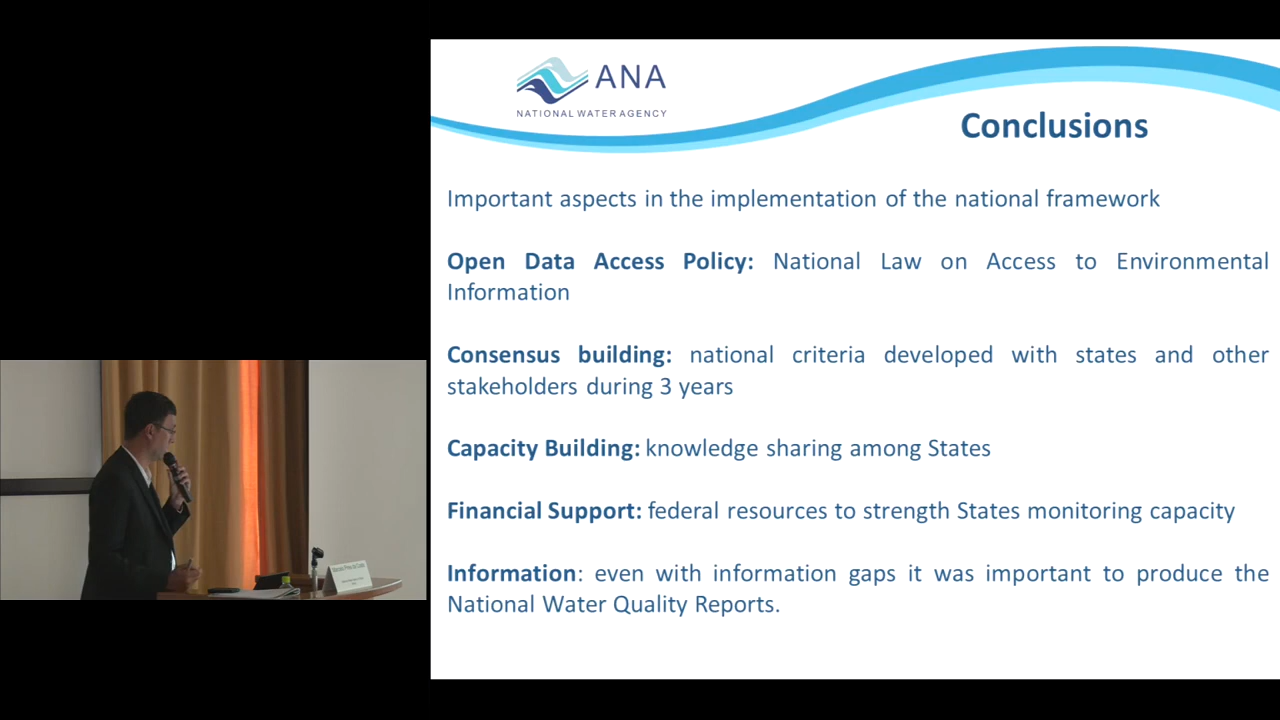 ANA
NATIONAL WATER AGENCY
Conclusions
Important aspects in the implementation of the national framework
Open Data Access Policy: National Law on Access to Environmental
Information
Consensus building: national criteria developed with states and other
stakeholders during 3 years
Capacity Building: knowledge sharing among States
Financial Support: federal resources to strength States monitoring capacity
Information: even with information gaps it was important to produce the
National Water Quality Reports.